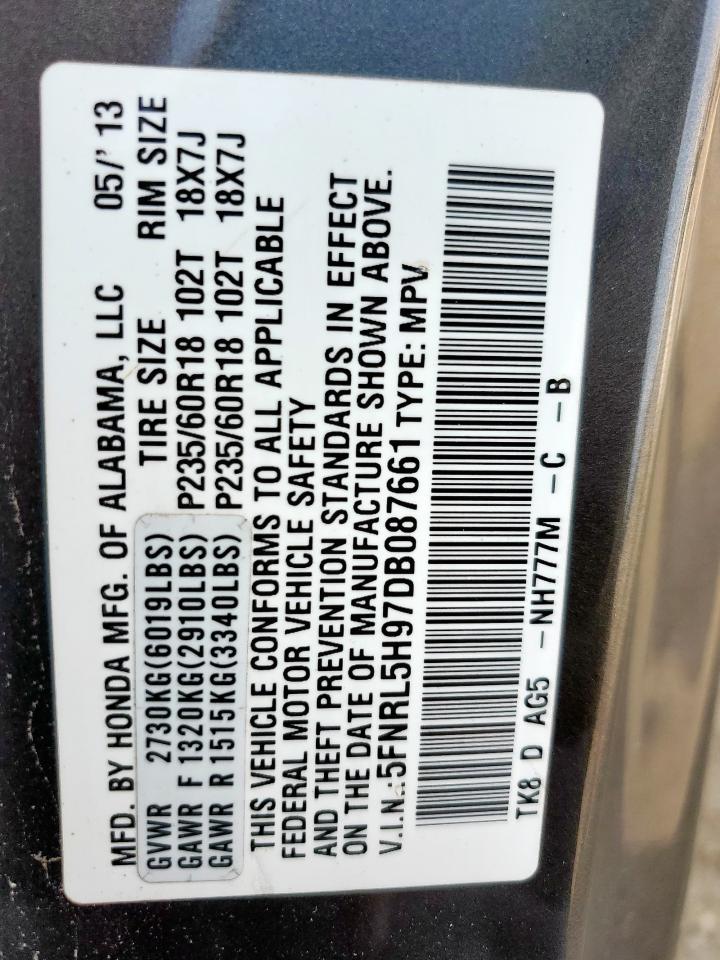 MFD. BY HONDA MFG. OF ALABAMA, LLC 05/' 13
GVWR 2730KG(6019LBS) TIRE SIZE RIM SIZE
GAWR F 1320KG(2910LBS) P235/60R18 102T 18X7J
GAWR R 1515KG(3340LBS) P235/60R18 102T 18X7J
THIS VEHICLE CONFORMS TO ALL APPLICABLE
FEDERAL MOTOR VEHICLE SAFETY
AND THEFT PREVENTION STANDARDS IN EFFECT
ON THE DATE OF MANUFACTURE SHOWN ABOVE.
V.I.N.:5FNRL5H97DB087661 TYPE: MPV
TK8 D AG5 -NH777M -C -B